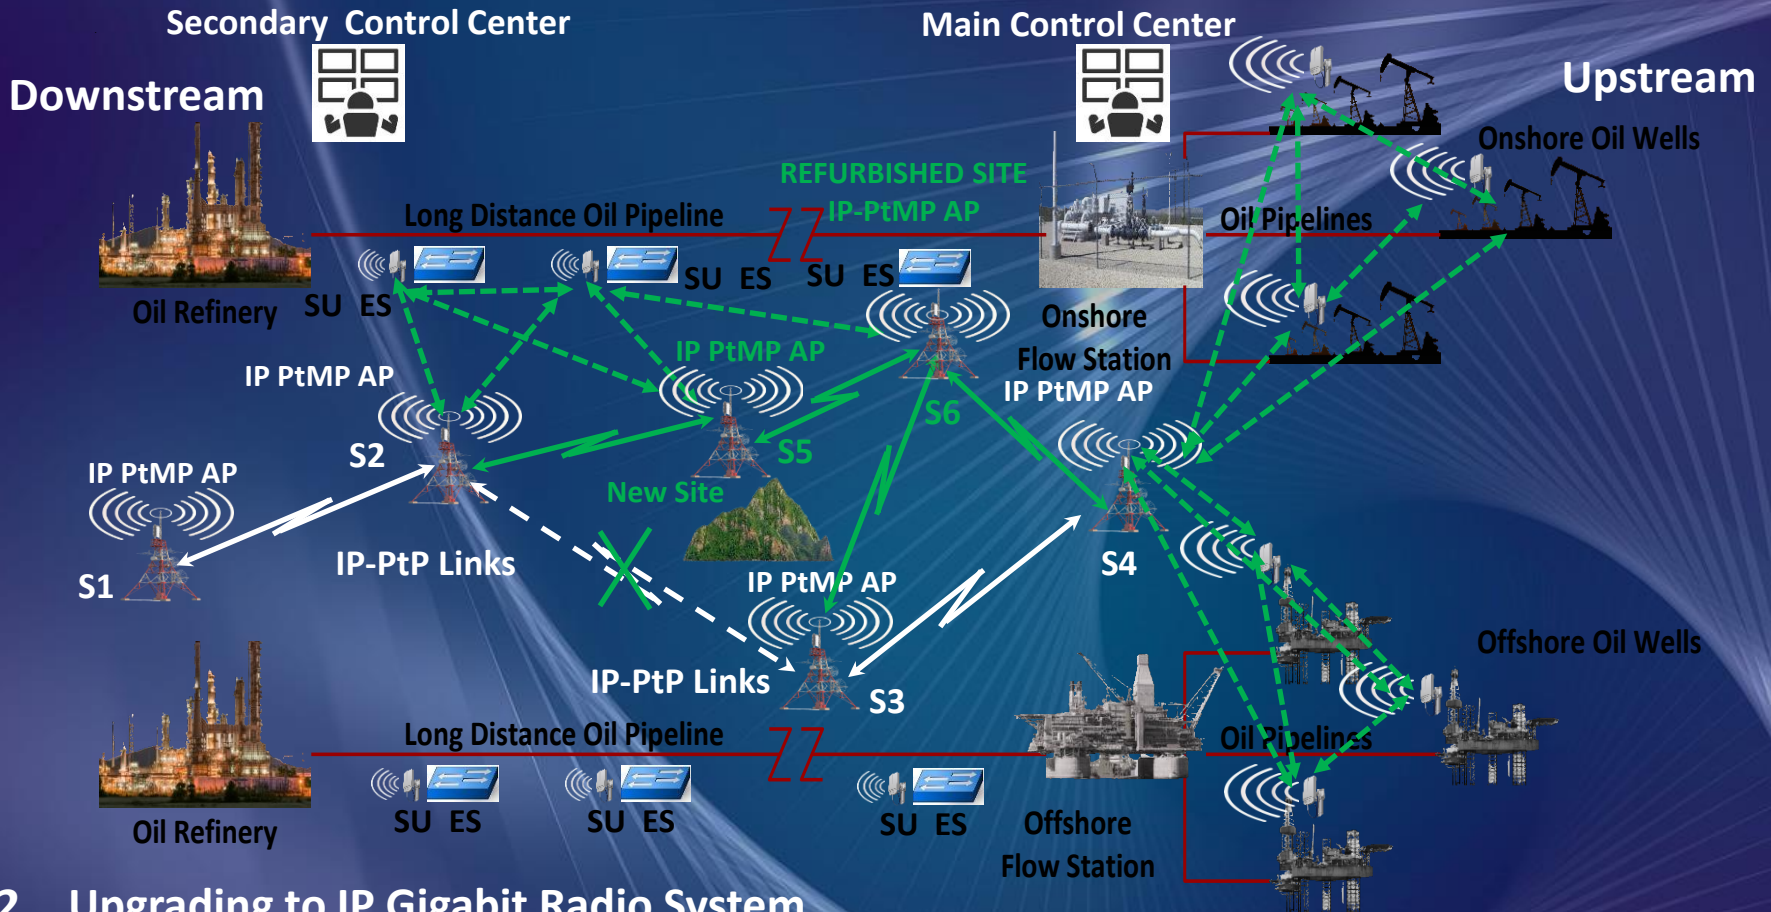 Secondary Control Center
Main Control Center
Downstream
Upstream
Onshore Oil Wells
REFURBISHED SITE
IP-PtMP AP
Long Distance Oil Pipeline
Oil Pipelines
SU ES
SU ES
SU ES
Oil Refinery
Onshore
Flow Station
IP PtMP AP
IP PtMP AP
IP PtMP AP
S6
S2
S5
IP PtMP AP
New Site
IP-PtP Links
S4
S1
IP PtMP AP
Offshore Oil Wells
IP-PtP Links
S3
Long Distance Oil Pipeline
Oil Pipelines
SU ES
SU ES
SU ES
Oil Refinery
Offshore
Flow Station
2 Upgrading to IP Gigabit Radio System